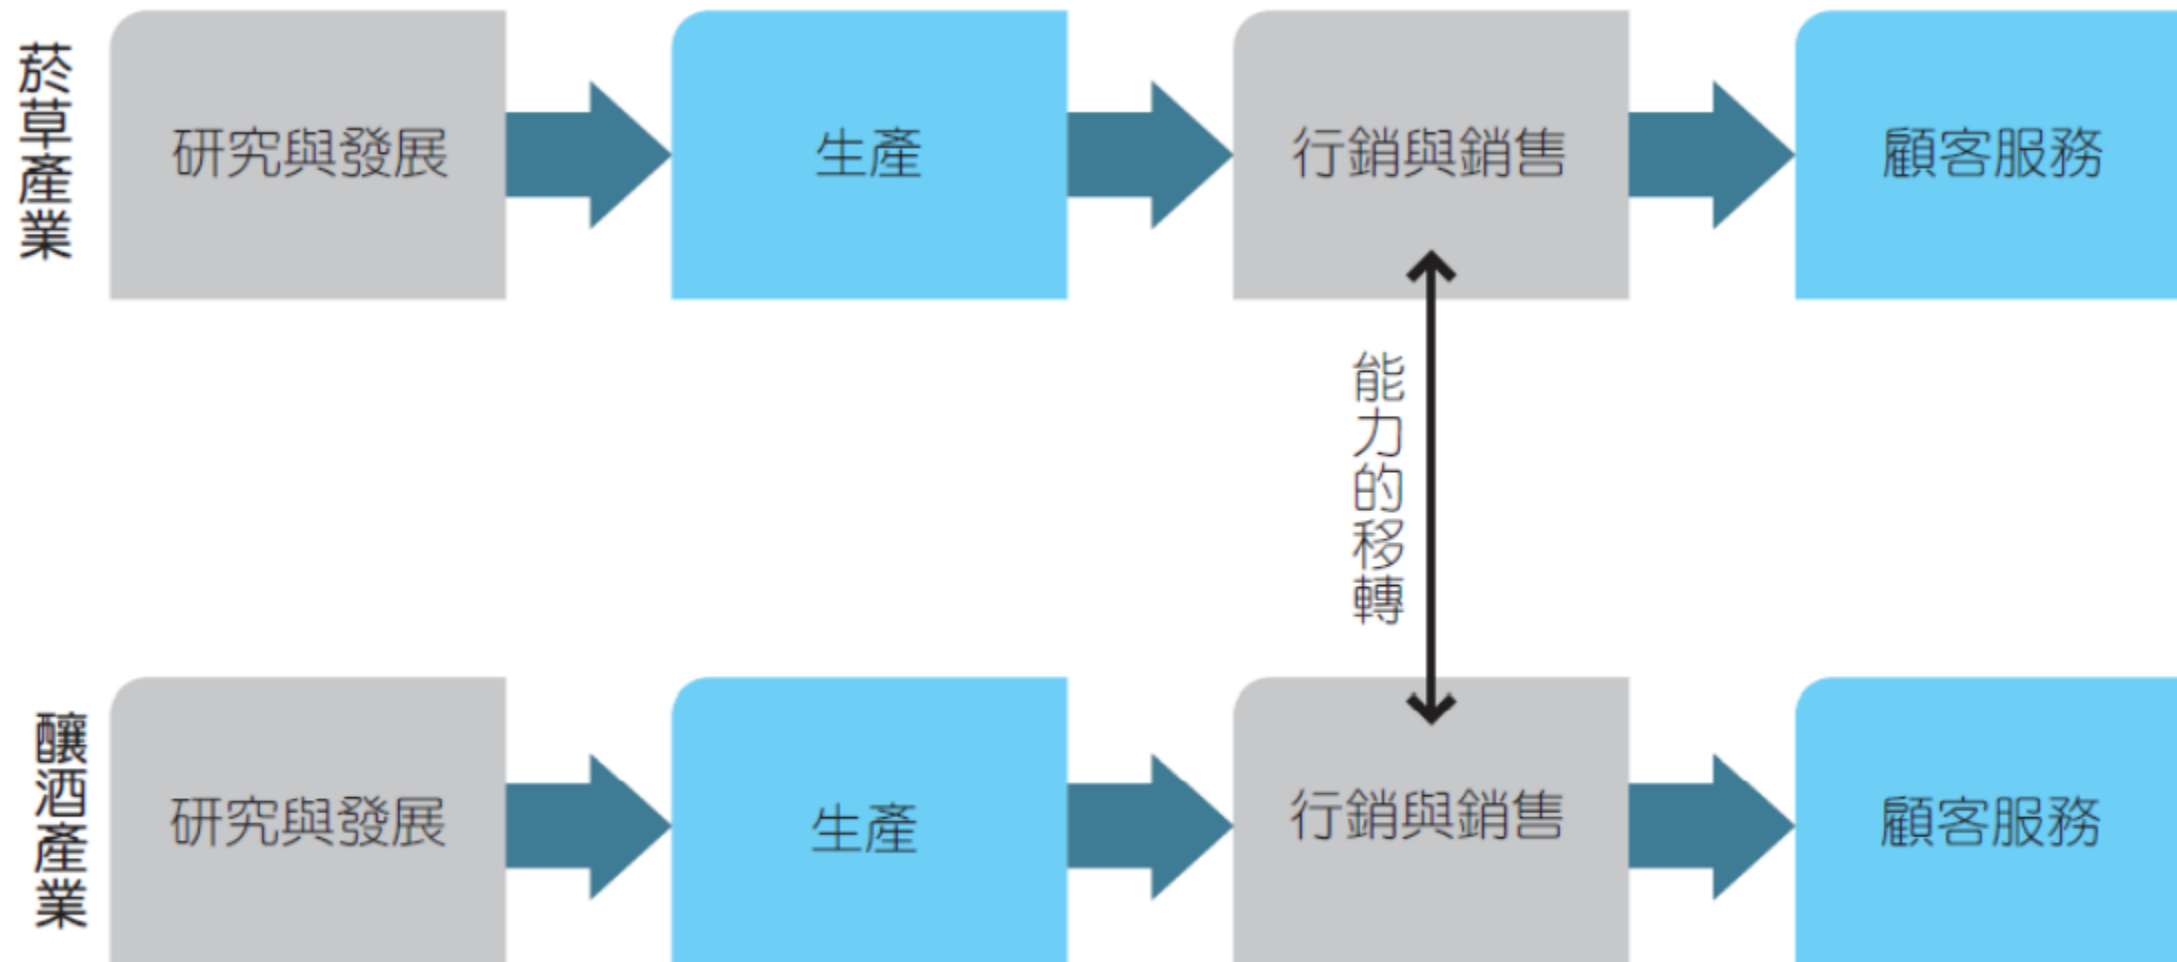 菸草產業
研究與發展
生產
行銷與銷售
顧客服務
能力的移轉
釀酒產業
研究與發展
生產
行銷與銷售
顧客服務